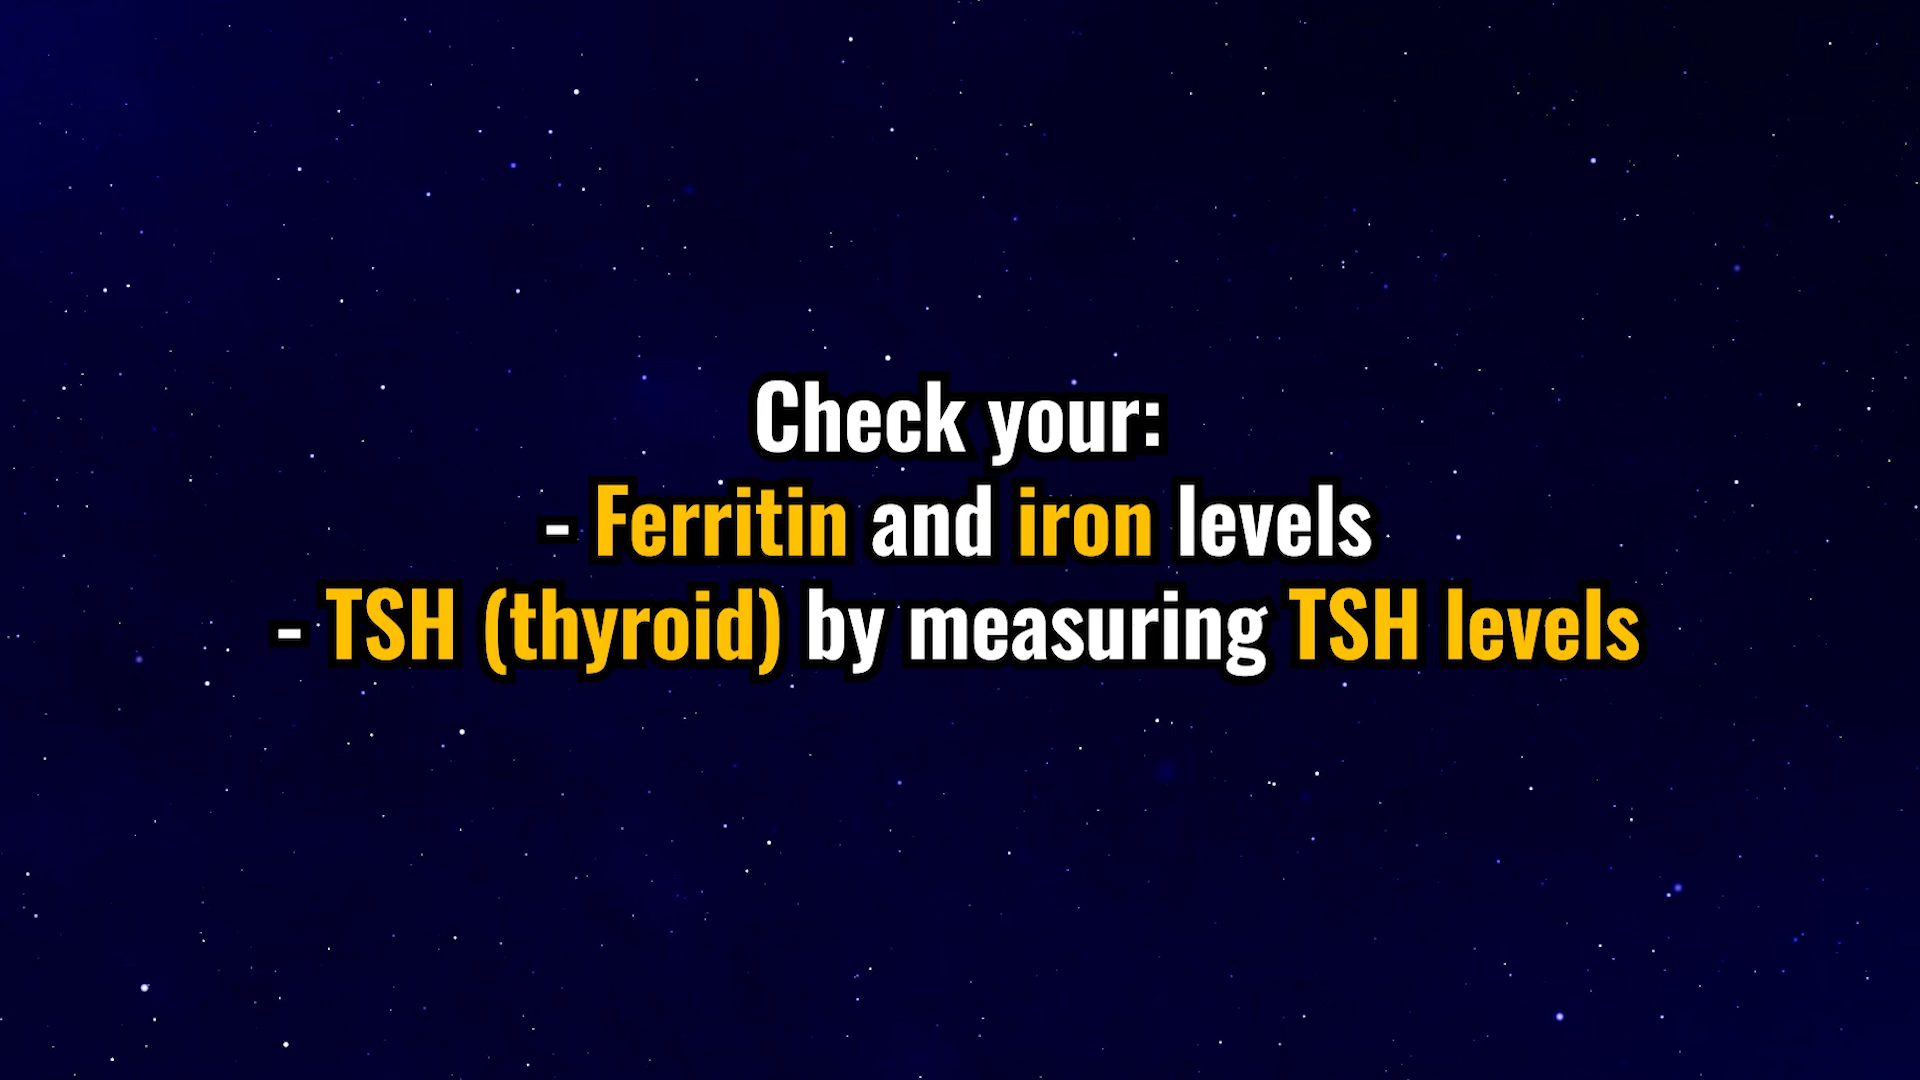 Check your:
- Ferritin and iron levels
- TSH (thyroid) by measuring TSH levels